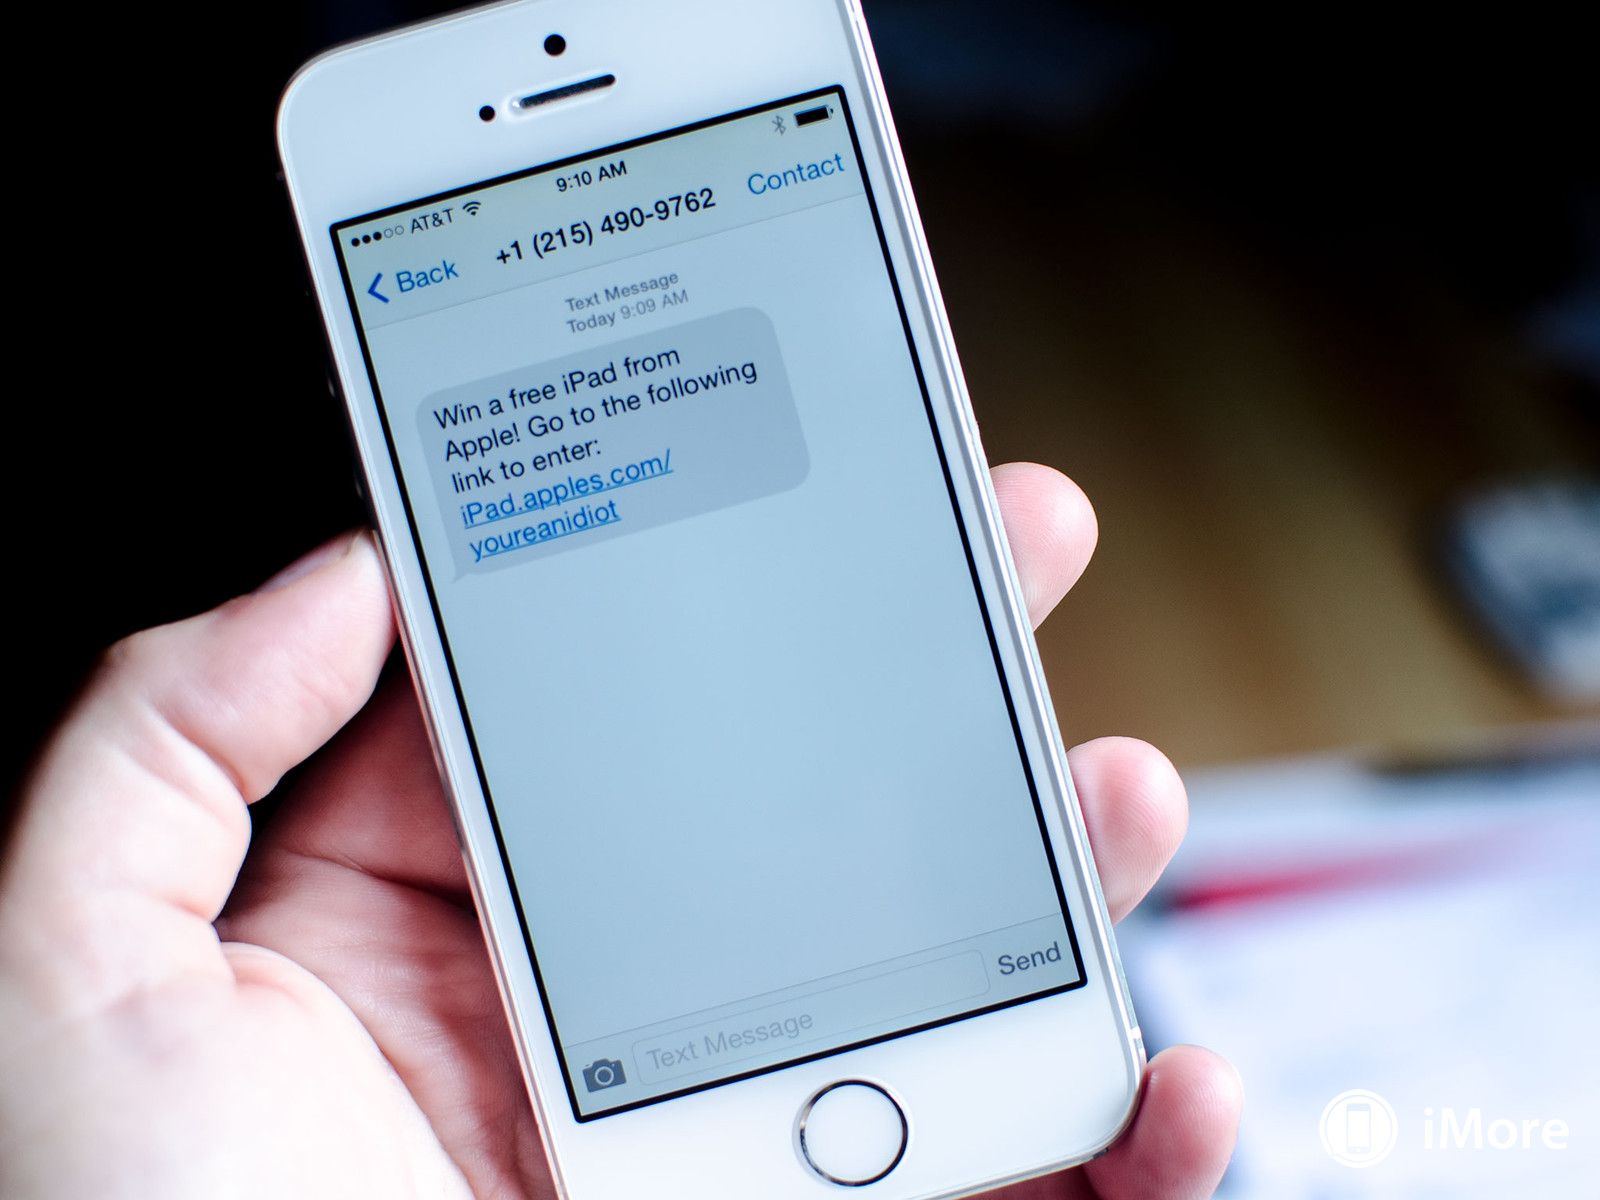 AT&T
9:10 AM
Back
+1 (215) 490-9762
Contact
Text Message
Today 9:09 AM
Win a free iPad from
Apple! Go to the following
link to enter:
iPad.apples.com/
youreanidiot
Text Message
Send
iMore